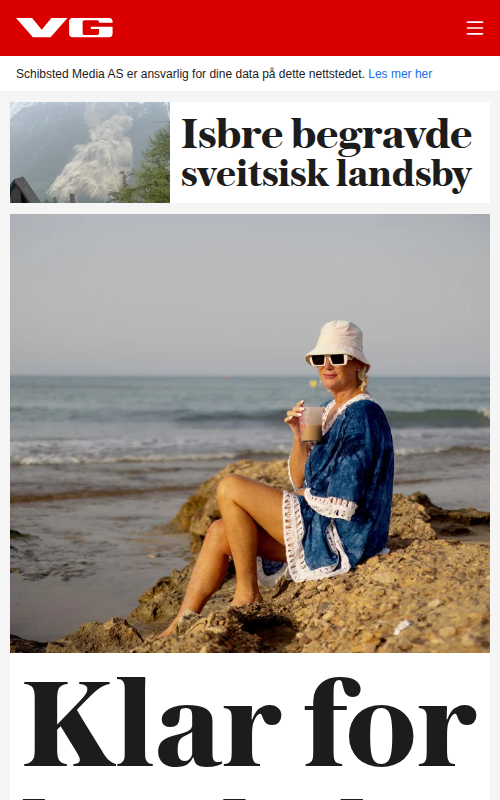 VG
Schibsted Media AS er ansvarlig for dine data på dette nettstedet. Les mer her
Isbre begravde
sveitsisk landsby
Klar for